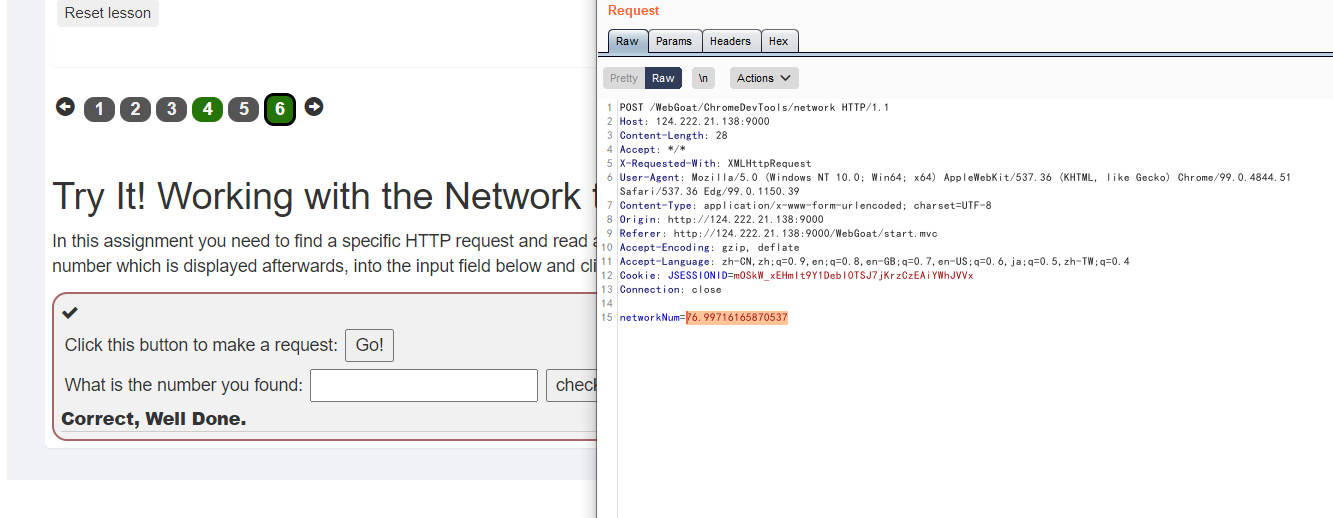 Reset lesson
1 2 3 4 5 6
Try It! Working with the Network
In this assignment you need to find a specific HTTP request and read
number which is displayed afterwards, into the input field below and
Click this button to make a request: Go!
What is the number you found: check
Correct, Well Done.
Request
Raw Params Headers Hex
Pretty Raw \n Actions
1 POST /WebGoat/ChromeDevTools/network HTTP/1.1
2 Host: 124.222.21.138:9000
3 Content-Length: 28
4 Accept: */*
5 X-Requested-With: XMLHttpRequest
6 User-Agent: Mozilla/5.0 (Windows NT 10.0; Win64; x64) AppleWebKit/537.36 (KHTML, like Gecko) Chrome/99.0.4844.51
Safari/537.36 Edg/99.0.1150.39
7 Content-Type: application/x-www-form-urlencoded; charset=UTF-8
8 Origin: http://124.222.21.138:9000
9 Referer: http://124.222.21.138:9000/WebGoat/start.mvc
10 Accept-Encoding: gzip, deflate
11 Accept-Language: zh-CN,zh;q=0.9,en;q=0.8,en-GB;q=0.7,en-US;q=0.6,ja;q=0.5,zh-TW;q=0.4
12 Cookie: JSESSIONID=mOSkW_xEHmIt9Y1DebIOTSJ7jKrzCzEAiYWhJVVx
13 Connection: close
14
15 networkNum=76.99716165870537